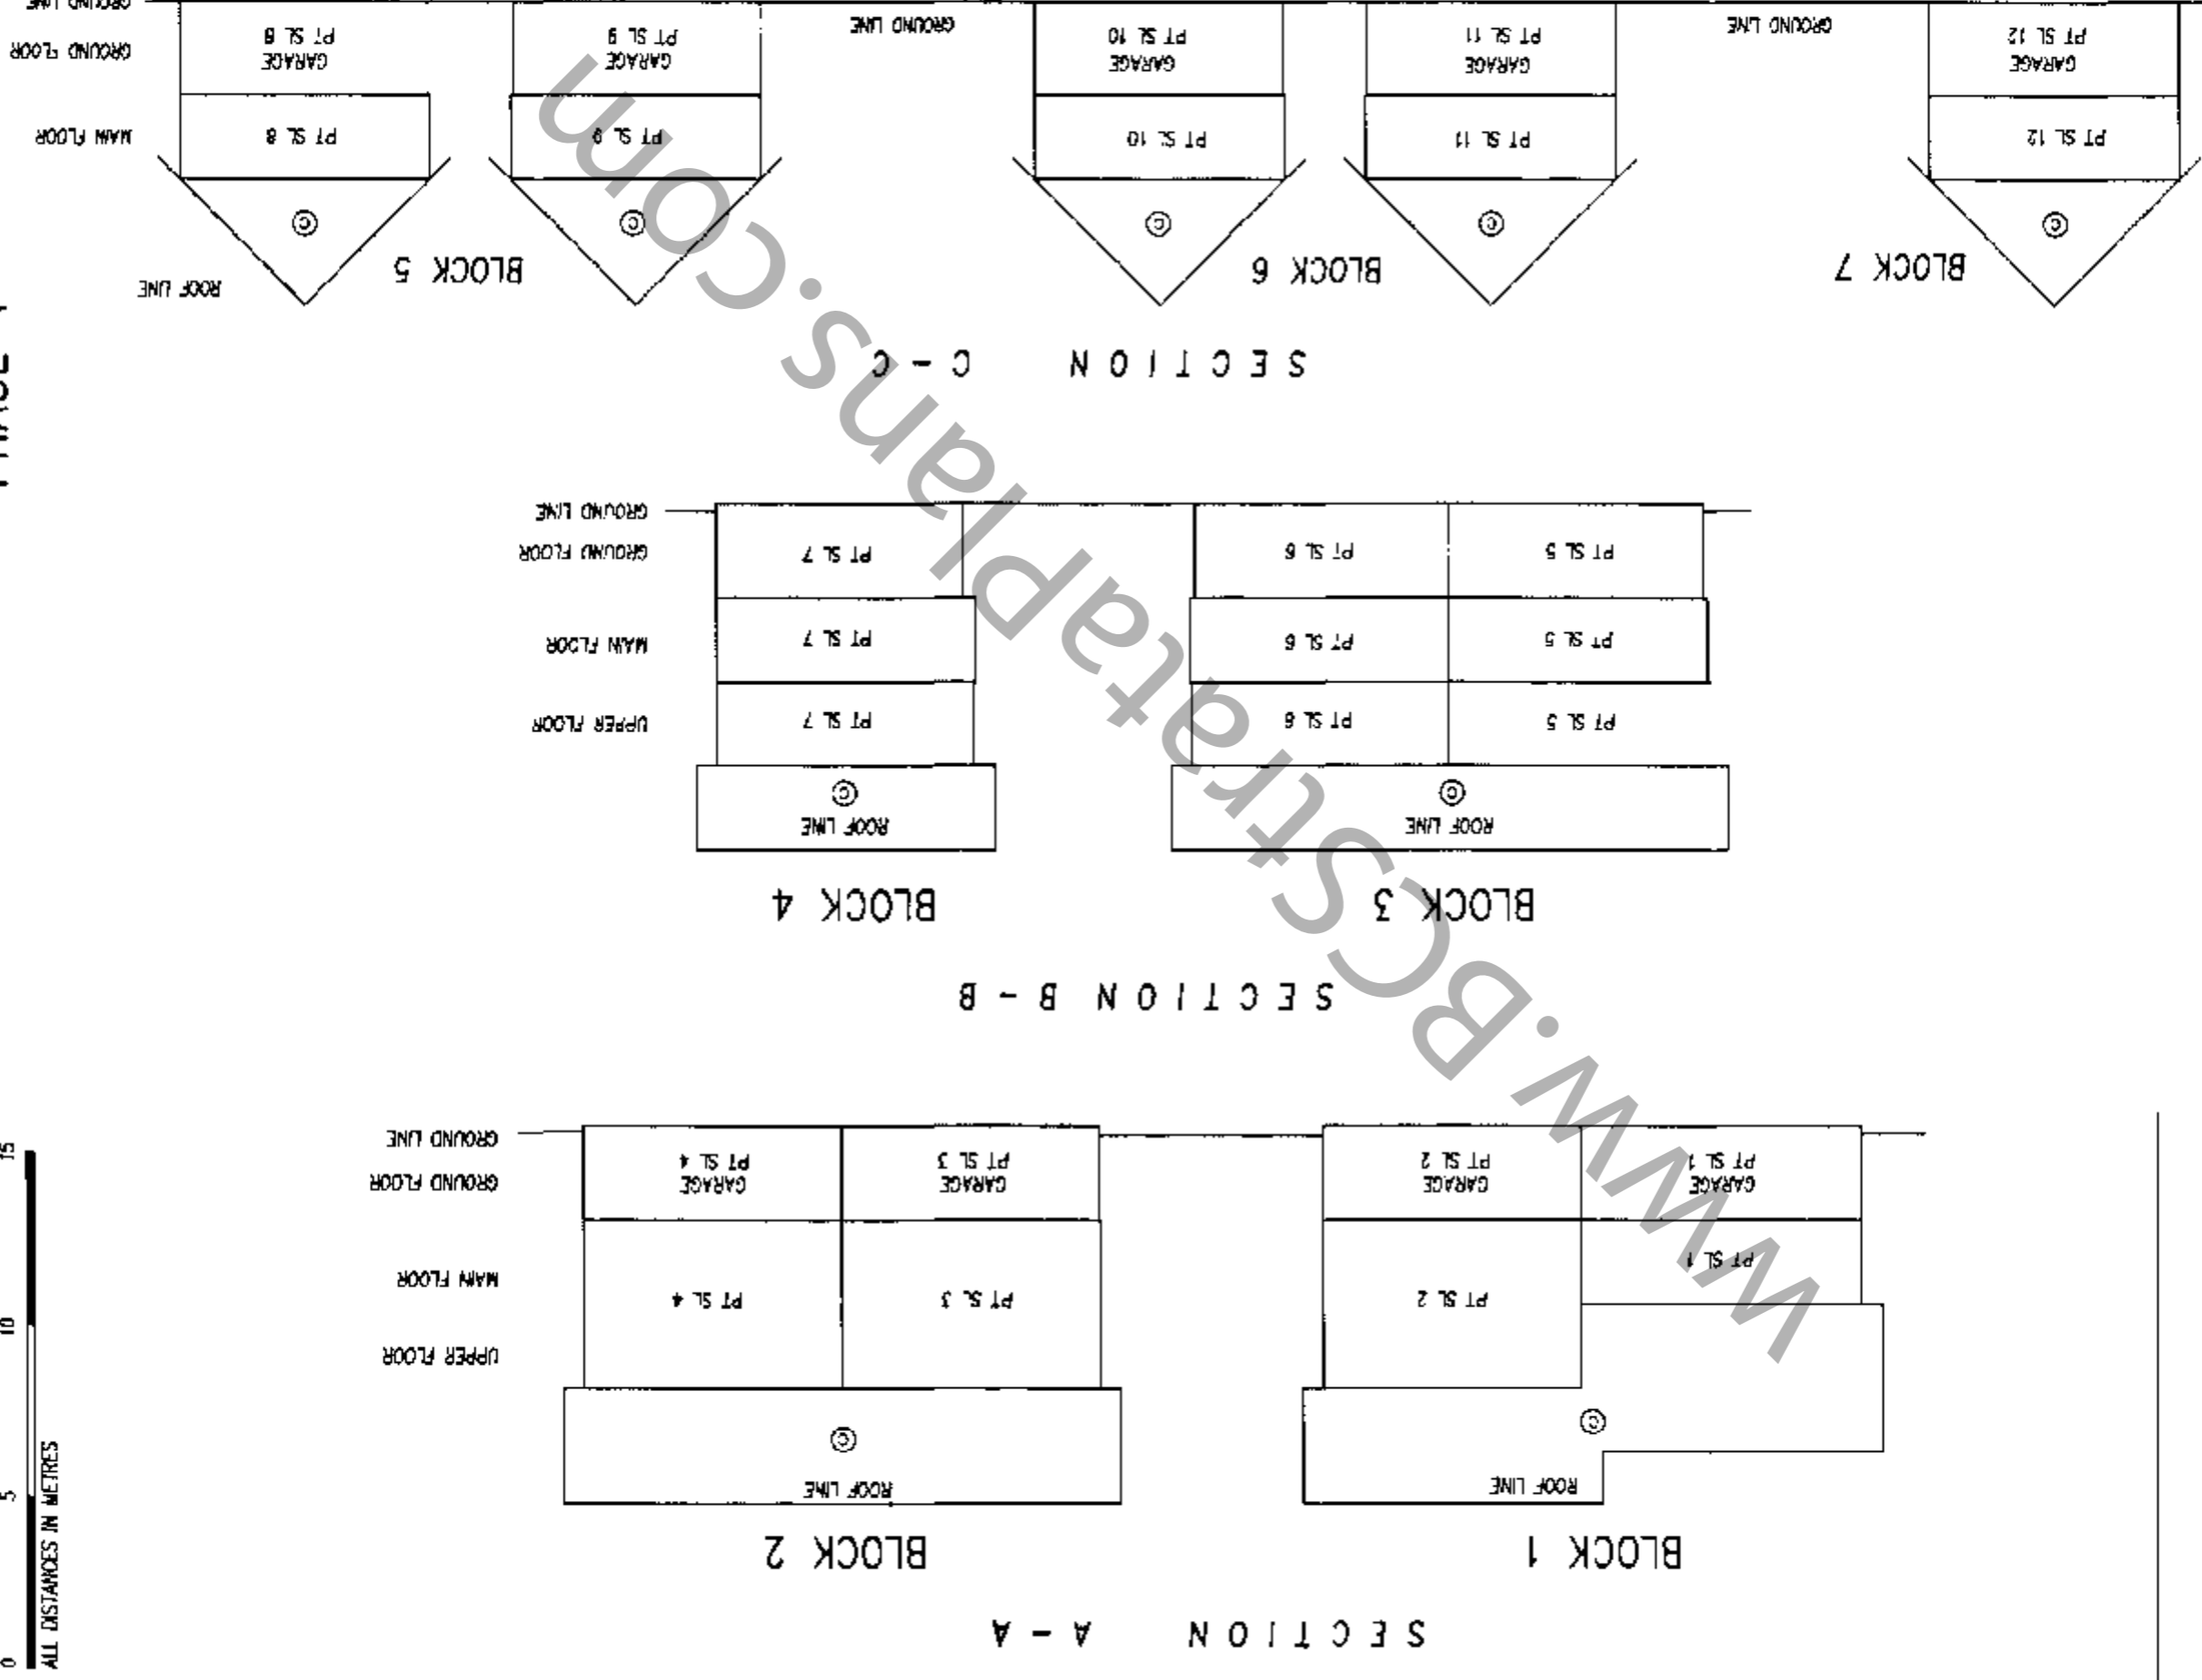 SECTION A - A
BLOCK 1
BLOCK 2
ROOF LINE
ROOF LINE
©
©
UPPER FLOOR
PT SL 1
PT SL 2
PT SL 3
PT SL 4
MAIN FLOOR
GARAGE
PT SL 1
GARAGE
PT SL 2
GARAGE
PT SL 3
GARAGE
PT SL 4
GROUND FLOOR
GROUND LINE
SECTION B - B
BLOCK 3
BLOCK 4
ROOF LINE
©
ROOF LINE
©
PT SL 5
PT SL 6
PT SL 7
UPPER FLOOR
PT SL 5
PT SL 6
PT SL 7
MAIN FLOOR
PT SL 5
PT SL 6
PT SL 7
GROUND FLOOR
GROUND LINE
SECTION C - C
BLOCK 7
BLOCK 6
BLOCK 5
ROOF LINE
©
©
©
©
©
PT SL 12
PT SL 11
PT SL 10
PT SL 9
PT SL 8
MAIN FLOOR
GARAGE
PT SL 12
GARAGE
PT SL 11
GARAGE
PT SL 10
GARAGE
PT SL 9
GARAGE
PT SL 8
GROUND FLOOR
GROUND LINE
GROUND LINE
GROUND LINE
0 5 10 15
ALL DISTANCES IN METRES
www.BCStrataPlans.com